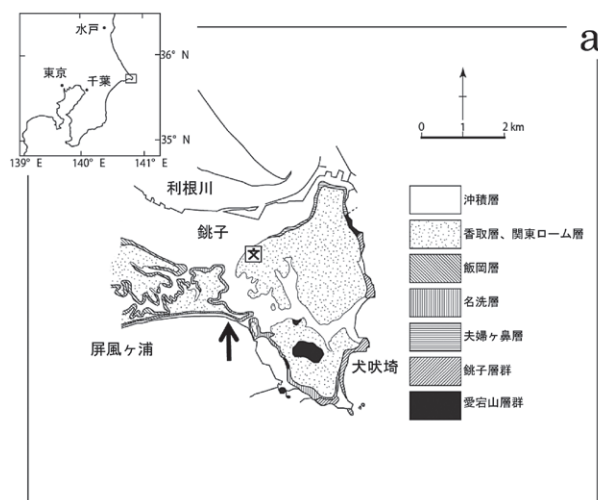 a
水戸
36° N
東京
千葉
35° N
139° E
140° E
141° E
0
1
2 km
利根川
銚子
文
屏風ヶ浦
犬吠埼
沖積層
香取層、関東ローム層
飯岡層
名洗層
夫婦ヶ鼻層
銚子層群
愛宕山層群